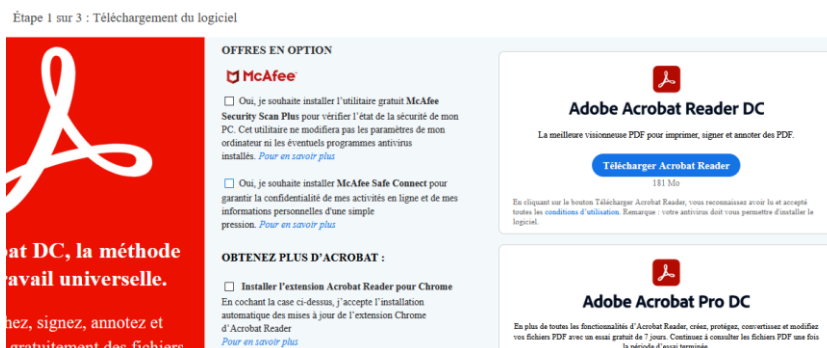 Étape 1 sur 3 : Téléchargement du logiciel
at DC, la méthode
avail universelle.
hez, signez, annotez et
gratuitement des fichiers
OFFRES EN OPTION
McAfee
Oui, je souhaite installer l'utilitaire gratuit McAfee
Security Scan Plus pour vérifier l'état de la sécurité de mon
PC. Cet utilitaire ne modifiera pas les paramètres de mon
ordinateur ni les éventuels programmes antivirus
installés. Pour en savoir plus
Oui, je souhaite installer McAfee Safe Connect pour
garantir la confidentialité de mes activités en ligne et de mes
informations personnelles d'une simple
pression. Pour en savoir plus
OBTENEZ PLUS D'ACROBAT :
Installer l'extension Acrobat Reader pour Chrome
En cochant la case ci-dessus, j'accepte l'installation
automatique des mises à jour de l'extension Chrome
d'Acrobat Reader
Pour en savoir plus
Adobe Acrobat Reader DC
La meilleure visionneuse PDF pour imprimer, signer et annoter des PDF.
Télécharger Acrobat Reader
181 Mo
En cliquant sur le bouton Télécharger Acrobat Reader, vous reconnaissez avoir lu et accepté
toutes les conditions d'utilisation. Remarque : votre antivirus doit vous permettre d'installer le
logiciel.
Adobe Acrobat Pro DC
En plus de toutes les fonctionnalités d'Acrobat Reader, créez, protégez, convertissez et modifiez
vos fichiers PDF avec un essai gratuit de 7 jours. Continuez à consulter les fichiers PDF une fois
la période d'essai terminée.